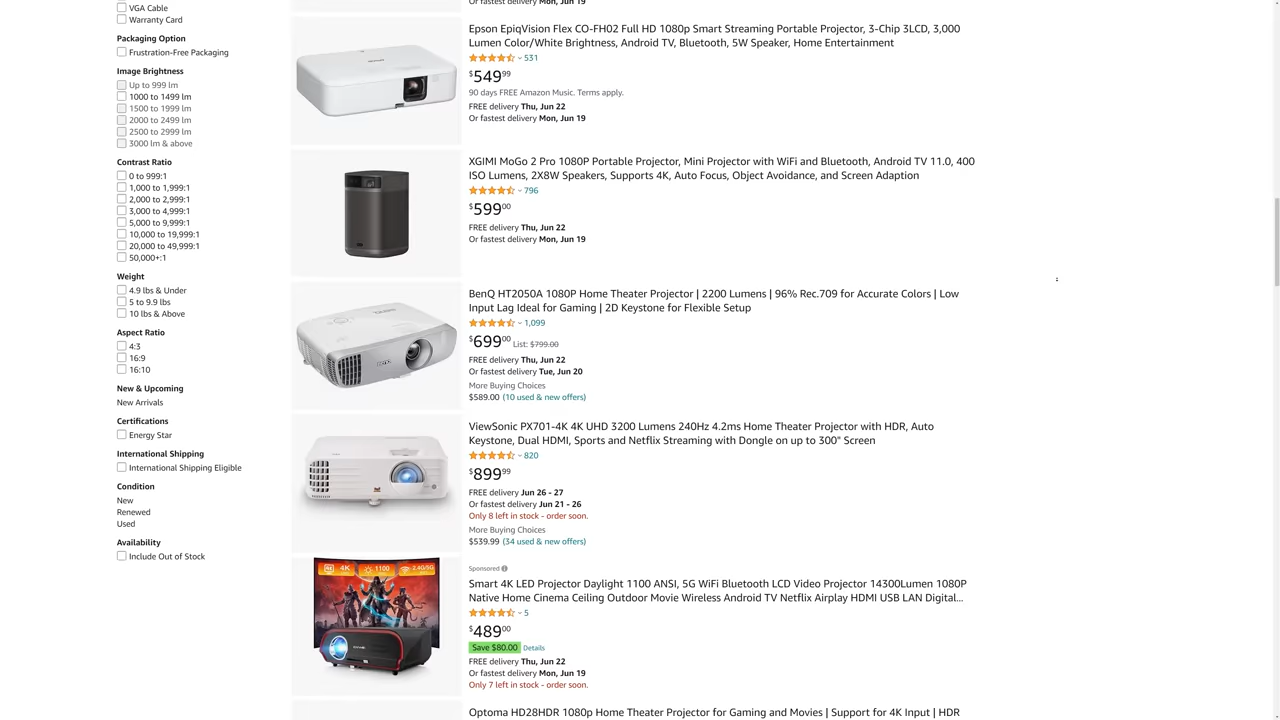 VGA Cable
Warranty Card
Packaging Option
Frustration-Free Packaging
Image Brightness
Up to 999 lm
1000 to 1499 lm
1500 to 1999 lm
2000 to 2499 lm
2500 to 2999 lm
3000 lm & above
Contrast Ratio
0 to 999:1
1,000 to 1,999:1
2,000 to 2,999:1
3,000 to 4,999:1
5,000 to 9,999:1
10,000 to 19,999:1
20,000 to 49,999:1
50,000+:1
Weight
4.9 lbs & Under
5 to 9.9 lbs
10 lbs & Above
Aspect Ratio
4:3
16:9
16:10
New & Upcoming
New Arrivals
Certifications
Energy Star
International Shipping
International Shipping Eligible
Condition
New
Renewed
Used
Availability
Include Out of Stock
Or fastest delivery Mon, Jun 19
Epson EpiqVision Flex CO-FH02 Full HD 1080p Smart Streaming Portable Projector, 3-Chip 3LCD, 3,000
Lumen Color/White Brightness, Android TV, Bluetooth, 5W Speaker, Home Entertainment
531
$549.99
90 days FREE Amazon Music. Terms apply.
FREE delivery Thu, Jun 22
Or fastest delivery Mon, Jun 19
XGIMI MoGo 2 Pro 1080P Portable Projector, Mini Projector with WiFi and Bluetooth, Android TV 11.0, 400
ISO Lumens, 2X8W Speakers, Supports 4K, Auto Focus, Object Avoidance, and Screen Adaption
796
$599.00
FREE delivery Thu, Jun 22
Or fastest delivery Mon, Jun 19
BenQ HT2050A 1080P Home Theater Projector | 2200 Lumens | 96% Rec.709 for Accurate Colors | Low
Input Lag Ideal for Gaming | 2D Keystone for Flexible Setup
1,099
$699.00 List: $799.00
FREE delivery Thu, Jun 22
Or fastest delivery Tue, Jun 20
More Buying Choices
$589.00 (10 used & new offers)
ViewSonic PX701-4K 4K UHD 3200 Lumens 240Hz 4.2ms Home Theater Projector with HDR, Auto
Keystone, Dual HDMI, Sports and Netflix Streaming with Dongle on up to 300" Screen
820
$899.99
FREE delivery Jun 26 - 27
Or fastest delivery Jun 21 - 26
Only 8 left in stock - order soon.
More Buying Choices
$539.99 (34 used & new offers)
4K 1100 2.4G/5G
Sponsored
Smart 4K LED Projector Daylight 1100 ANSI, 5G WiFi Bluetooth LCD Video Projector 14300Lumen 1080P
Native Home Cinema Ceiling Outdoor Movie Wireless Android TV Netflix Airplay HDMI USB LAN Digital...
5
$489.00
Save $80.00 Details
FREE delivery Thu, Jun 22
Or fastest delivery Mon, Jun 19
Only 7 left in stock - order soon.
Optoma HD28HDR 1080p Home Theater Projector for Gaming and Movies | Support for 4K Input | HDR